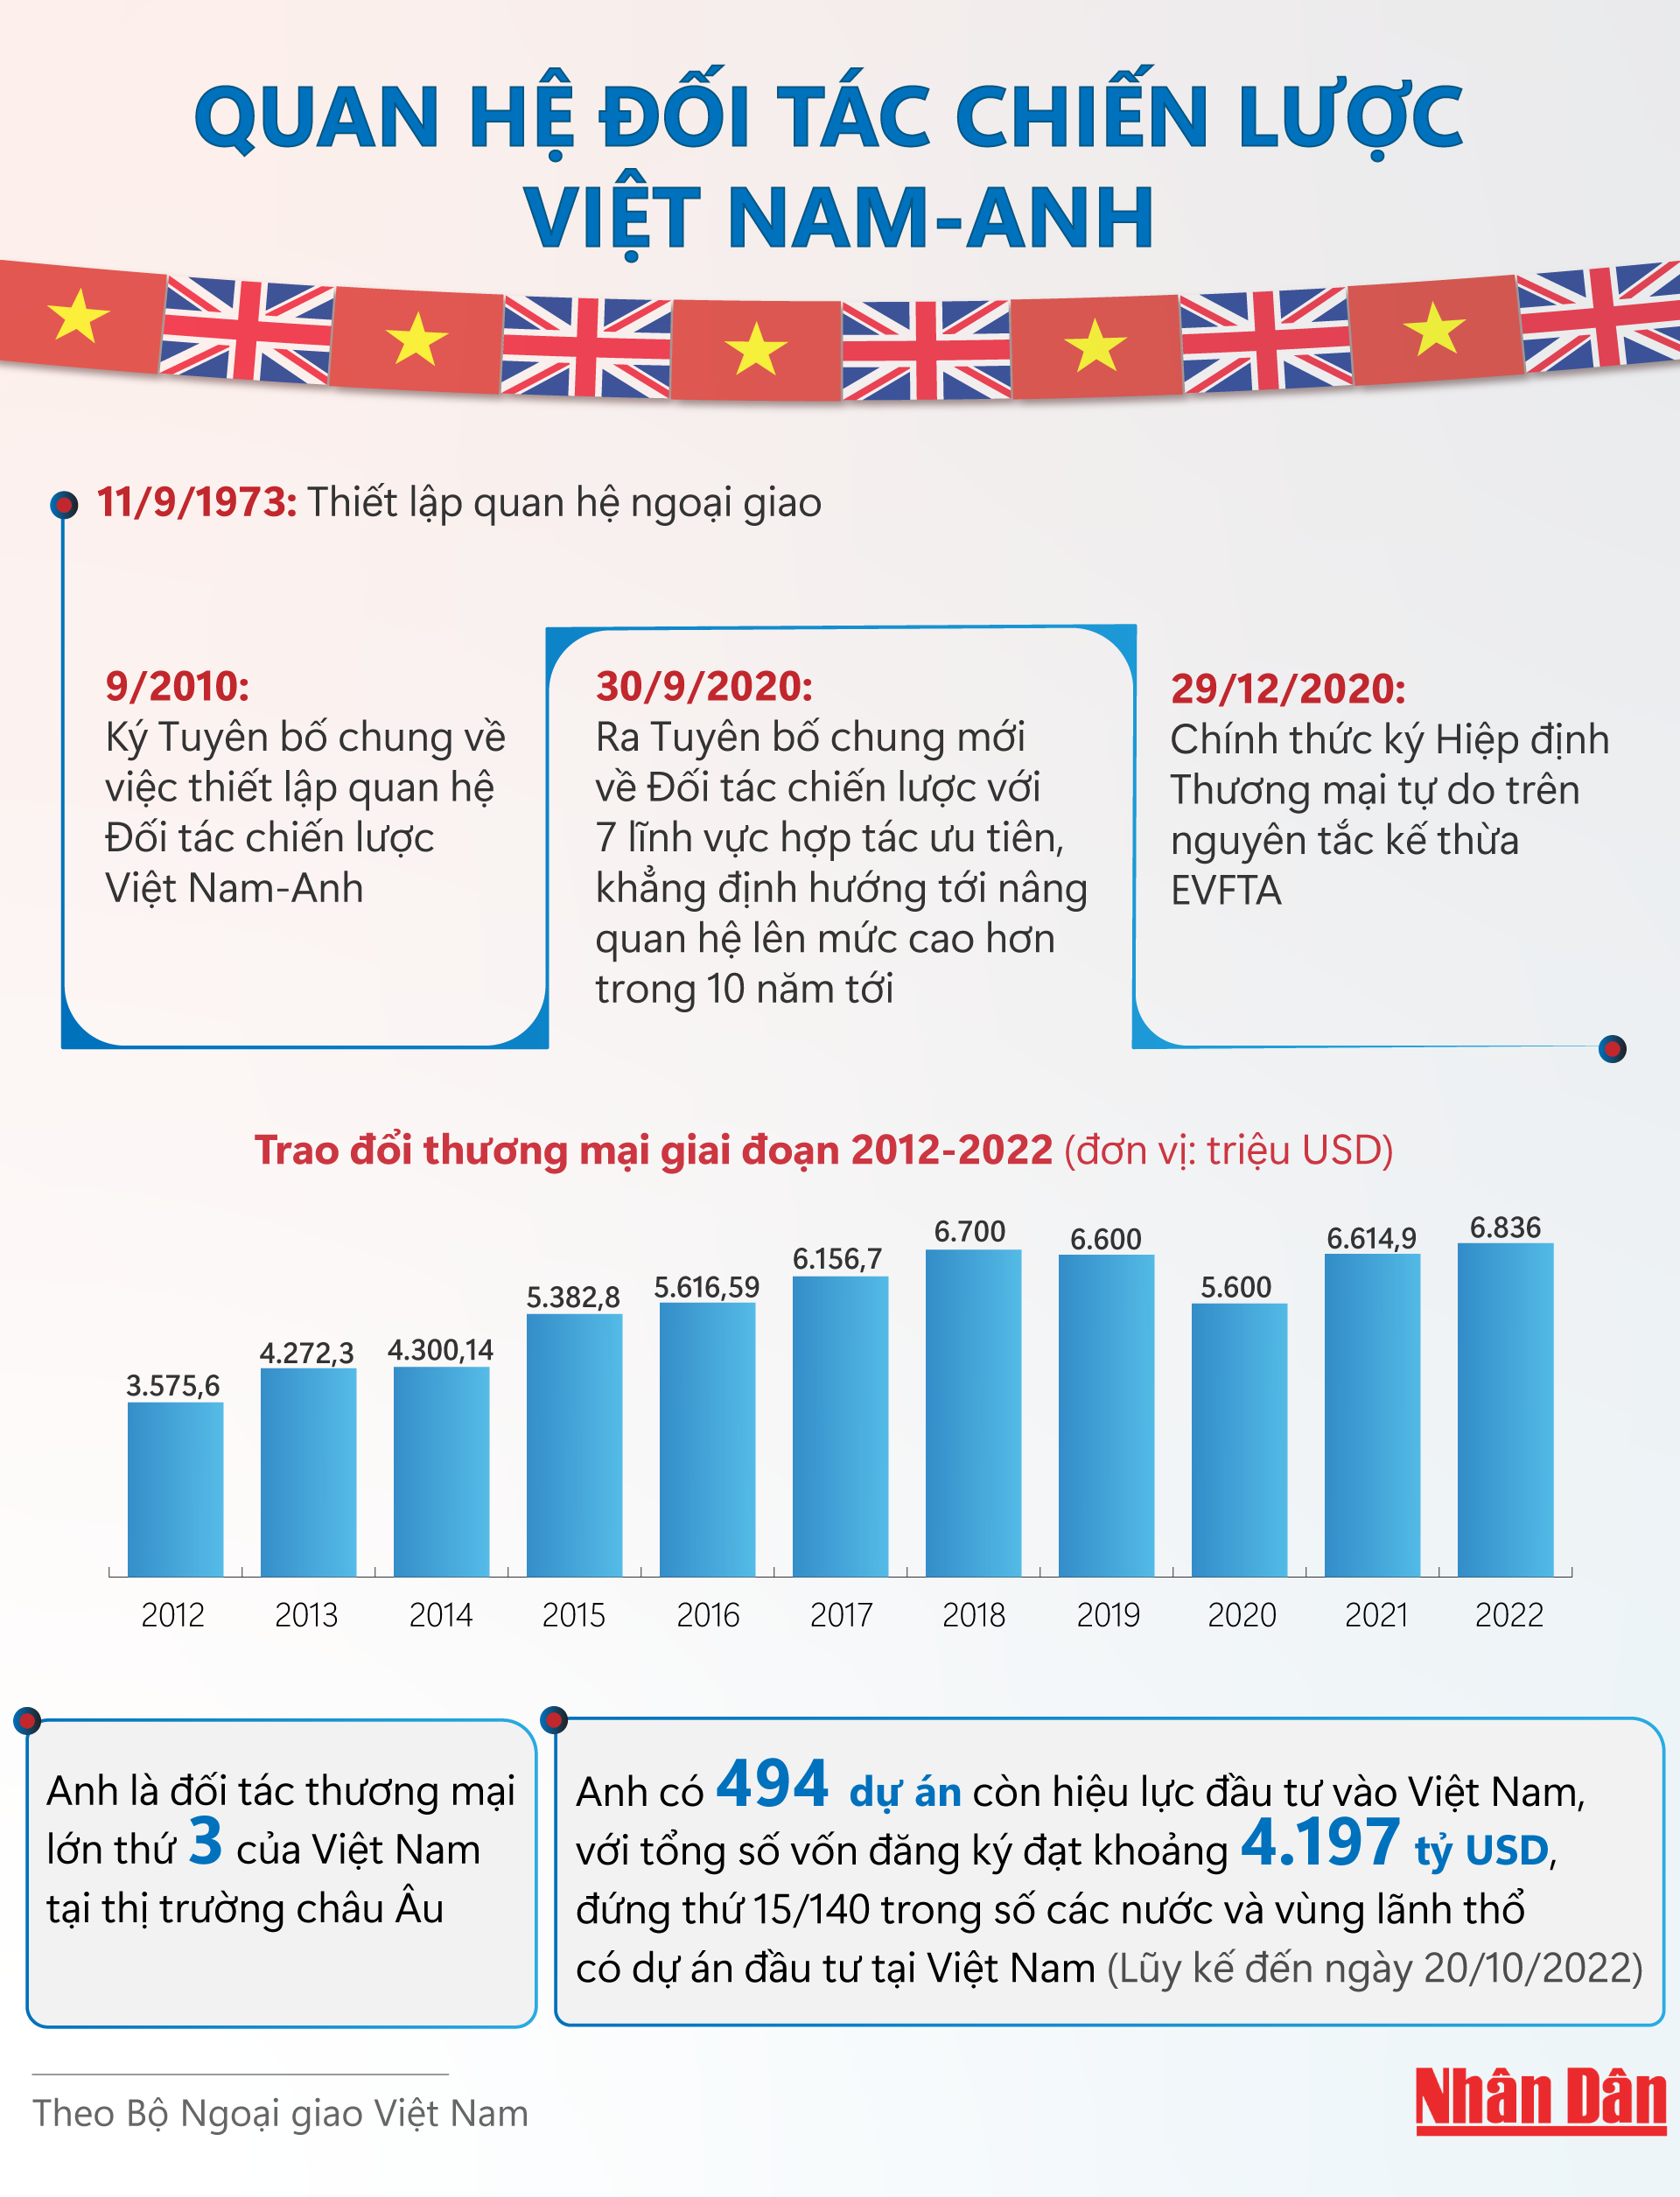 QUAN HỆ ĐỐI TÁC CHIẾN LƯỢC
VIỆT NAM-ANH
11/9/1973: Thiết lập quan hệ ngoại giao
9/2010:
Ký Tuyên bố chung về
việc thiết lập quan hệ
Đối tác chiến lược
Việt Nam-Anh
30/9/2020:
Ra Tuyên bố chung mới
về Đối tác chiến lược với
7 lĩnh vực hợp tác ưu tiên,
khẳng định hướng tới nâng
quan hệ lên mức cao hơn
trong 10 năm tới
29/12/2020:
Chính thức ký Hiệp định
Thương mại tự do trên
nguyên tắc kế thừa
EVFTA
Trao đổi thương mại giai đoạn 2012-2022 (đơn vị: triệu USD)
3.575,6
4.272,3
4.300,14
5.382,8
5.616,59
6.156,7
6.700
6.600
5.600
6.614,9
6.836
2012
2013
2014
2015
2016
2017
2018
2019
2020
2021
2022
Anh là đối tác thương mại
lớn thứ 3 của Việt Nam
tại thị trường châu Âu
Anh có 494 dự án còn hiệu lực đầu tư vào Việt Nam,
với tổng số vốn đăng ký đạt khoảng 4.197 tỷ USD,
đứng thứ 15/140 trong số các nước và vùng lãnh thổ
có dự án đầu tư tại Việt Nam (Lũy kế đến ngày 20/10/2022)
Theo Bộ Ngoại giao Việt Nam
Nhân Dân